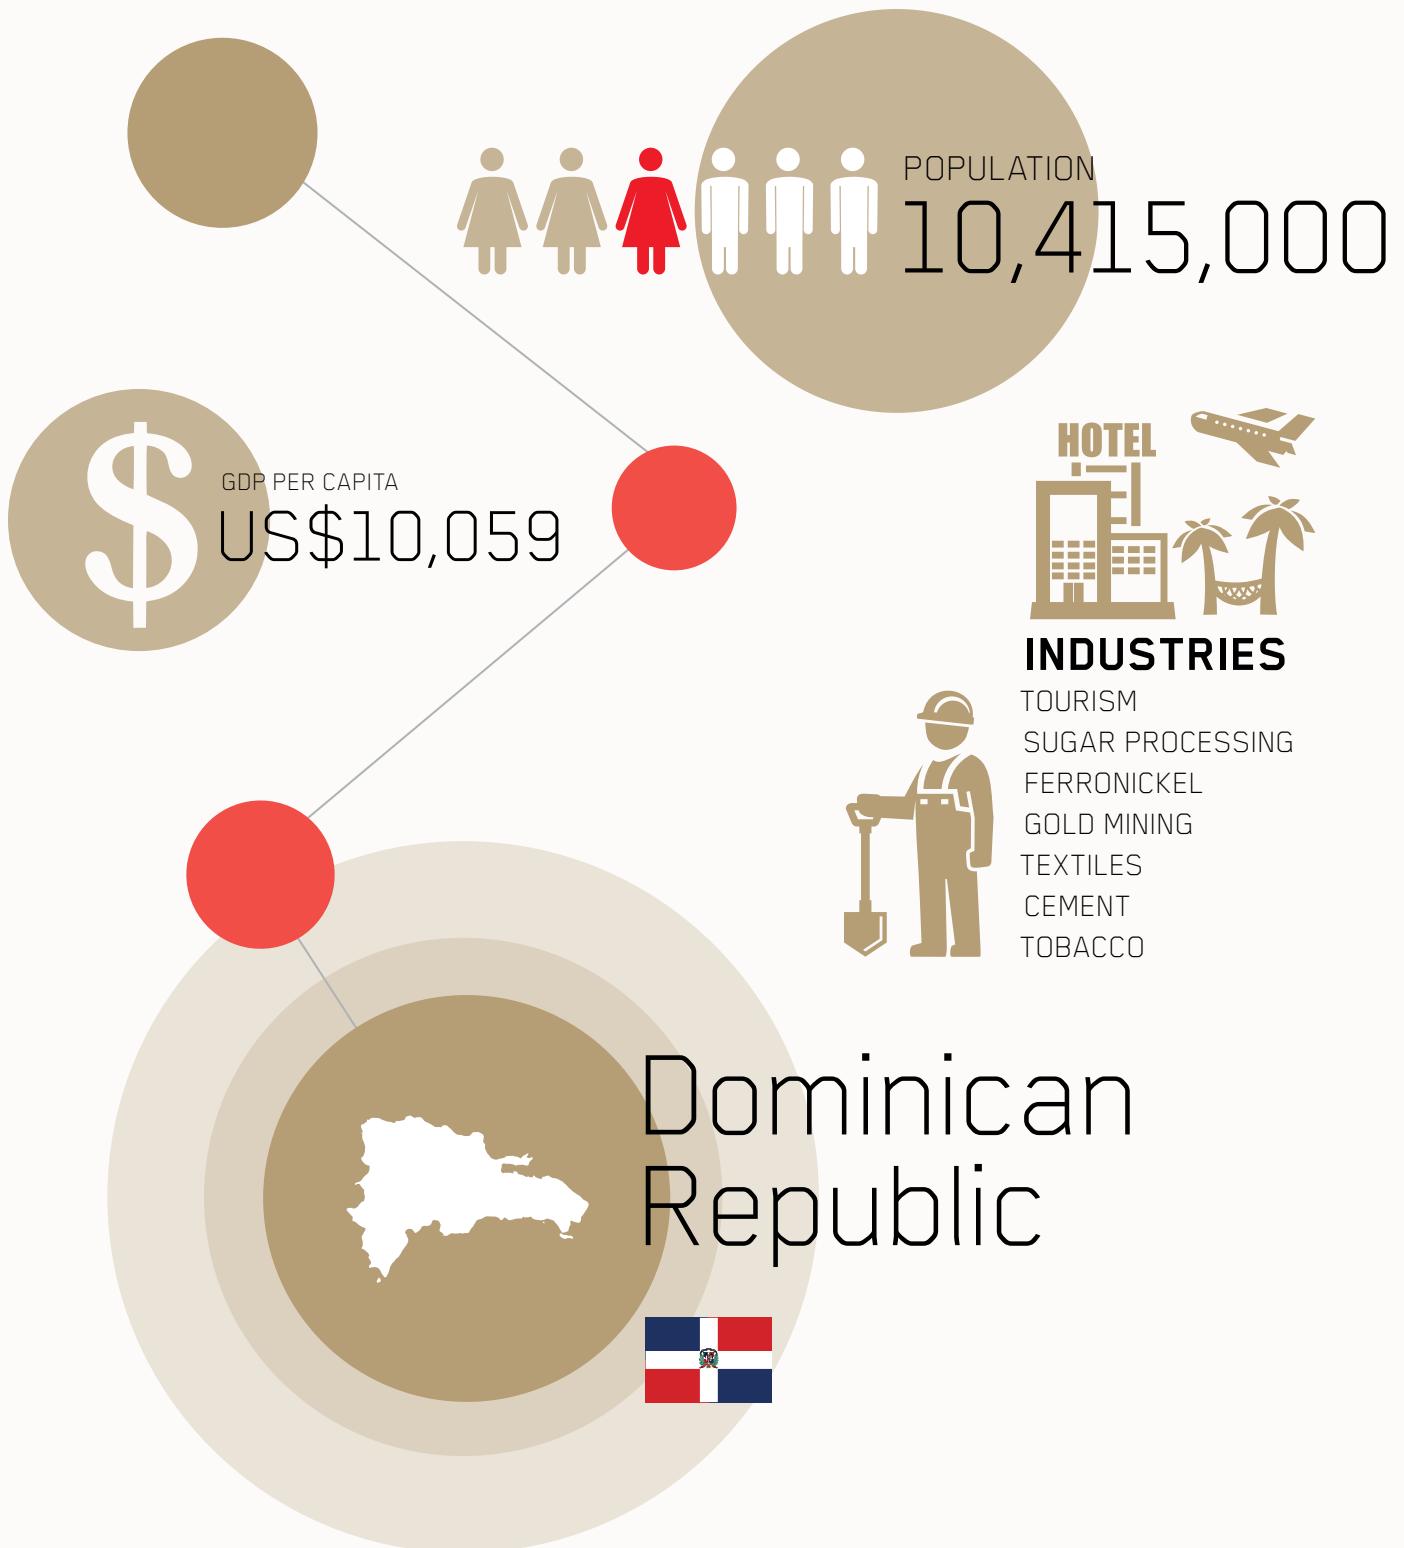 POPULATION
10,415,000
HOTEL
$
GDP PER CAPITA
US$10,059
INDUSTRIES
TOURISM
SUGAR PROCESSING
FERRONICKEL
GOLD MINING
TEXTILES
CEMENT
TOBACCO
Dominican
Republic